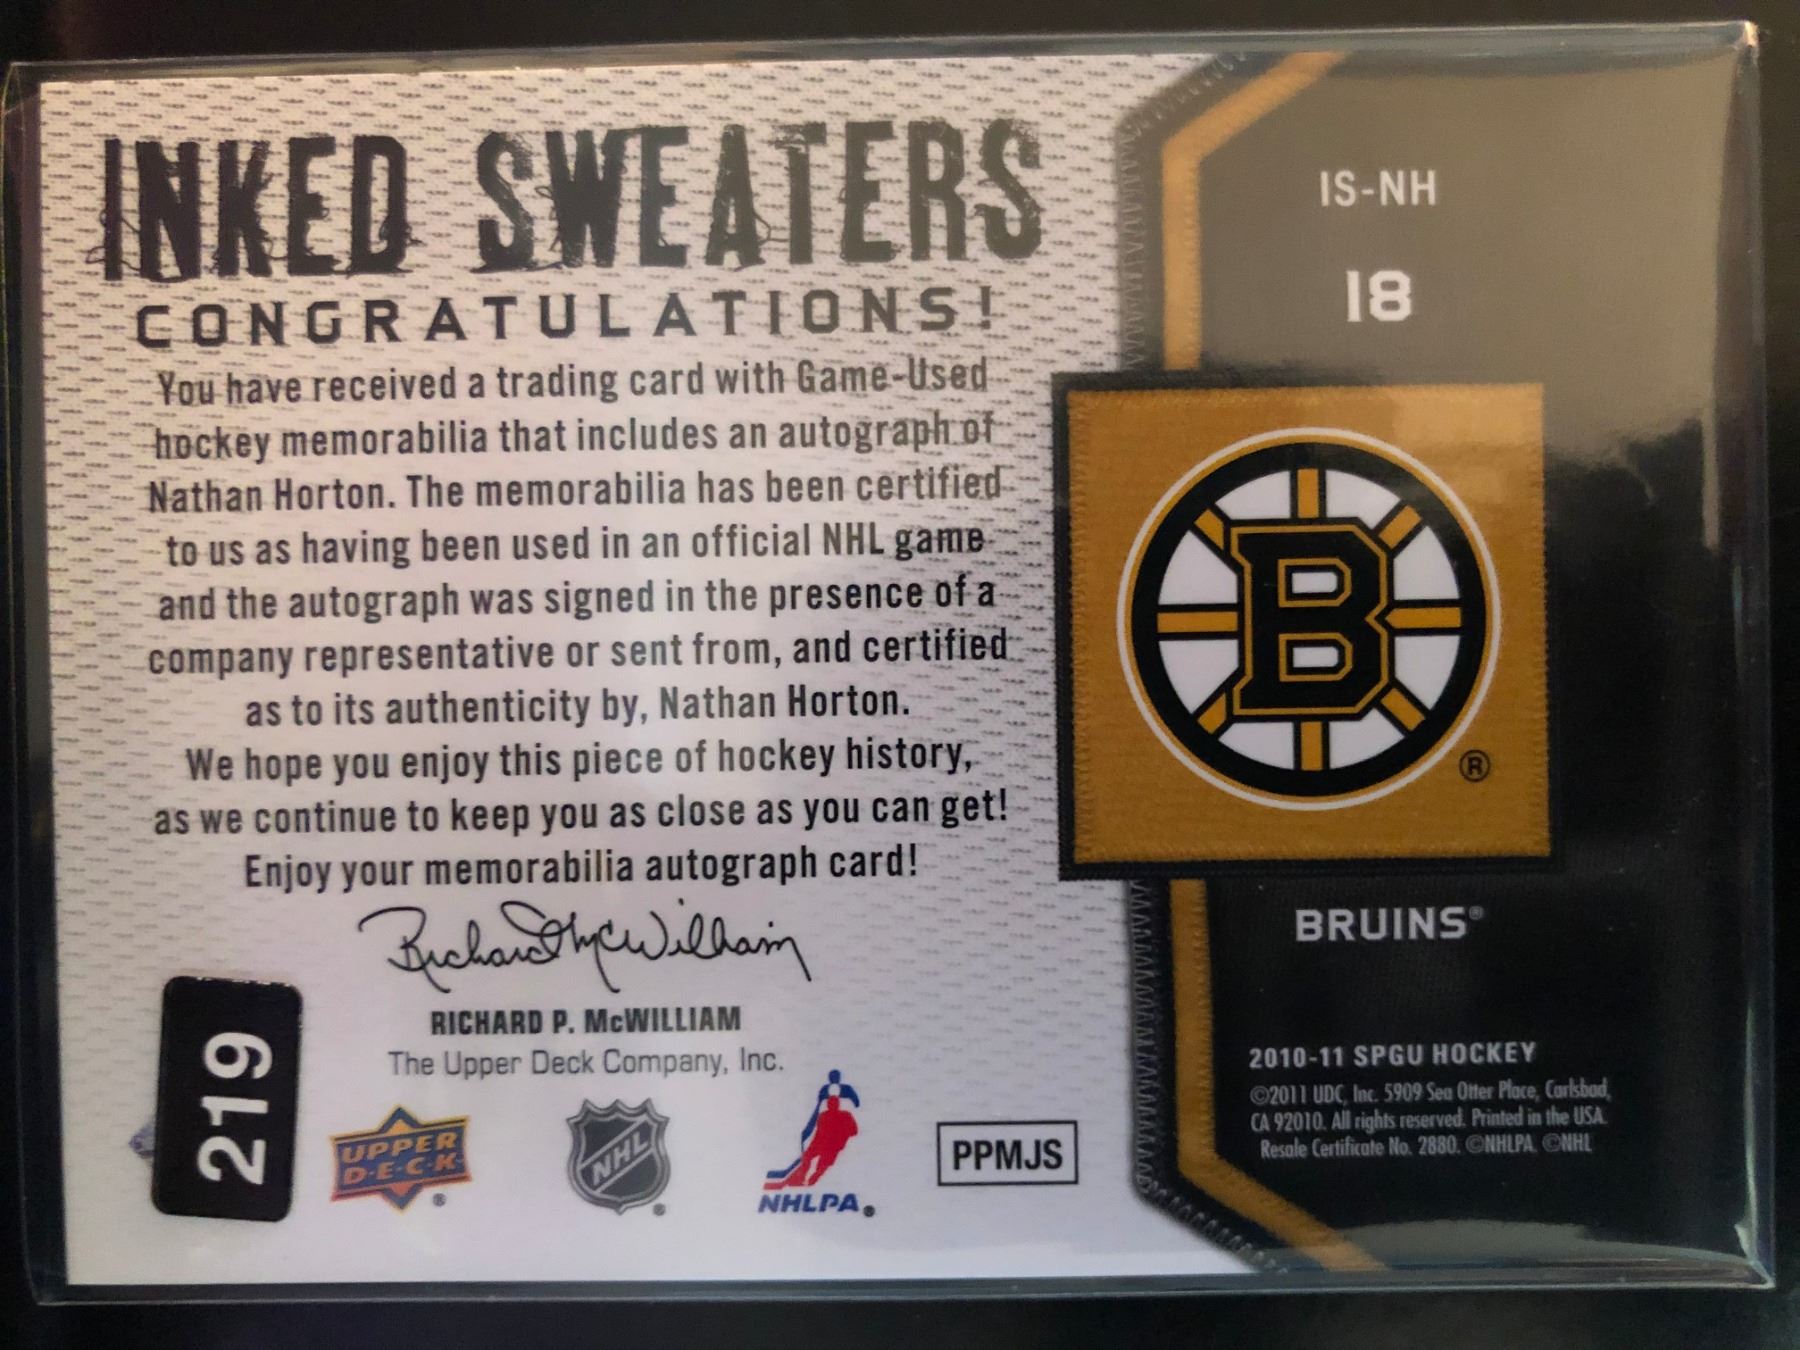 INKED SWEATERS
CONGRATULATIONS!
You have received a trading card with Game-Used
hockey memorabilia that includes an autograph of
Nathan Horton. The memorabilia has been certified
to us as having been used in an official NHL game
and the autograph was signed in the presence of a
company representative or sent from, and certified
as to its authenticity by, Nathan Horton.
We hope you enjoy this piece of hockey history,
as we continue to keep you as close as you can get!
Enjoy your memorabilia autograph card!
Richard McWilliam
RICHARD P. McWILLIAM
The Upper Deck Company, Inc.
219
UPPER
D·E·C·K
®
NHL
®
NHLPA®
PPMJS
IS-NH
18
B
®
BRUINS®
2010-11 SPGU HOCKEY
©2011 UDC, Inc. 5909 Sea Otter Place, Carlsbad,
CA 92010. All rights reserved. Printed in the USA.
Resale Certificate No. 2880. ©NHLPA. ©NHL